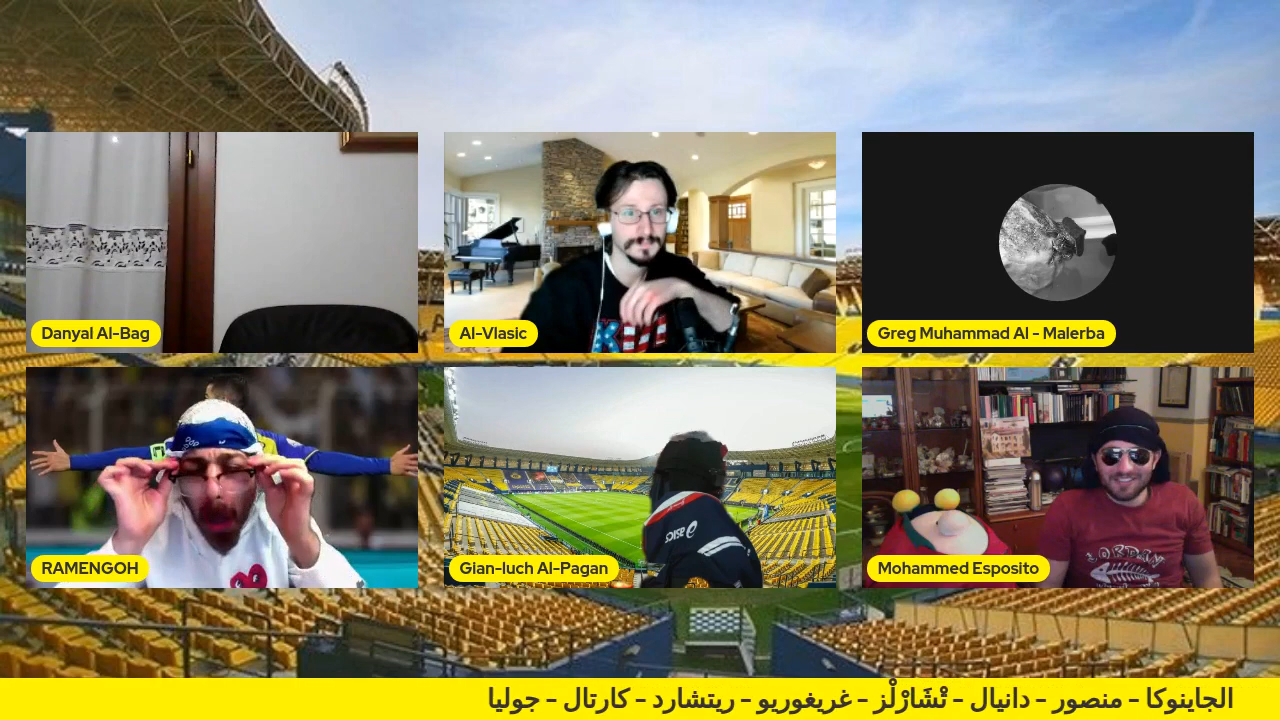 Danyal Al-Bag
Al-Vlasic
Greg Muhammad Al - Malerba
RAMENGOH
Gian-luch Al-Pagan
Mohammed Esposito
JORDAN
الجاينوكا - منصور - دانيال - تْشَارْلْز - غريغوريو - ريتشارد - كارتال - جوليا